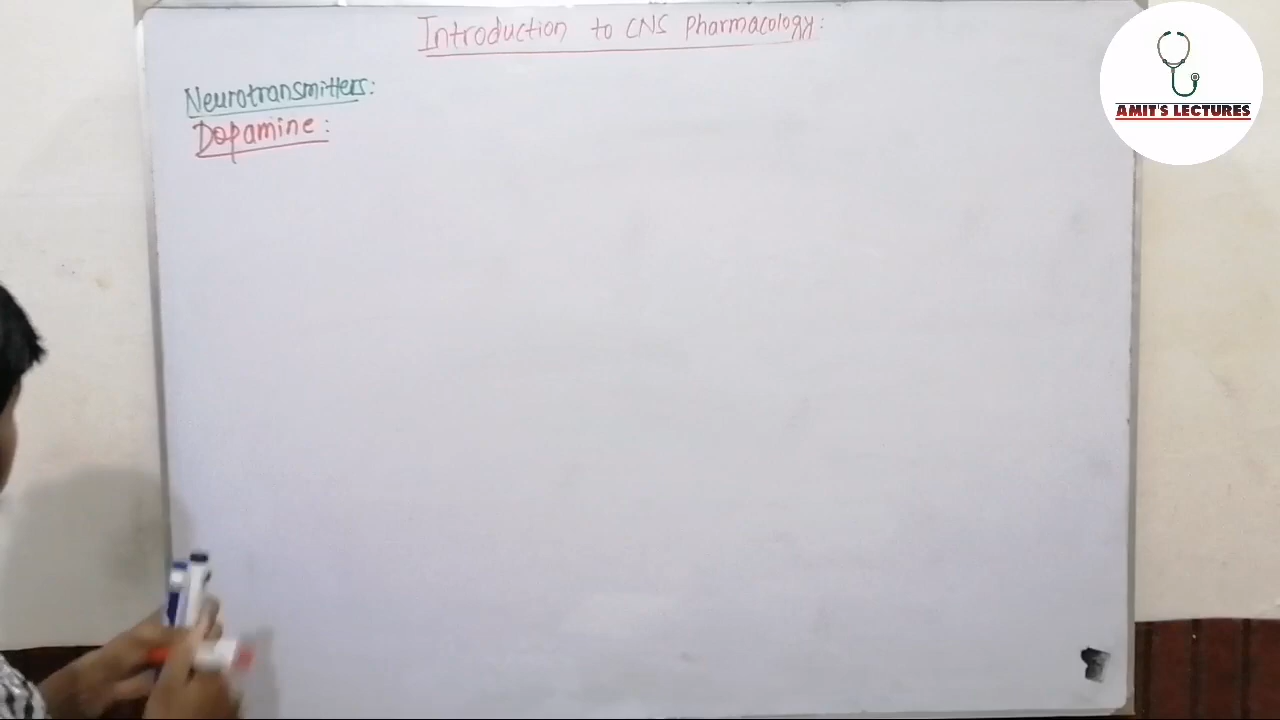 Introduction to CNS Pharmacology:
Neurotransmitters:
Dopamine:
AMIT'S LECTURES